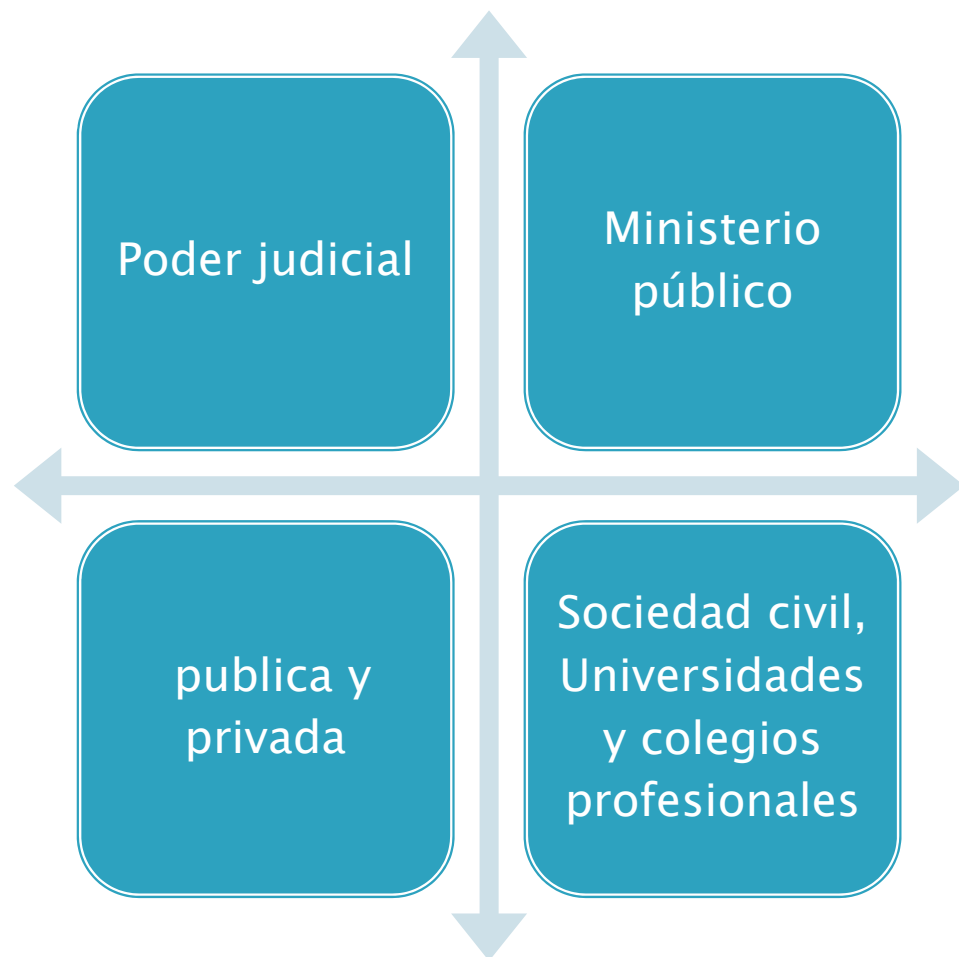 Poder judicial
Ministerio
público
publica y
privada
Sociedad civil,
Universidades
y colegios
profesionales